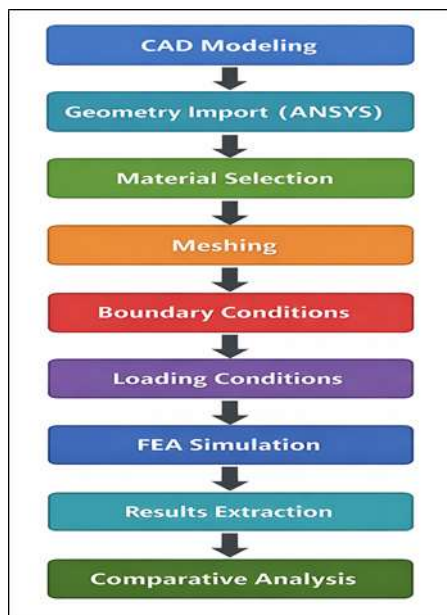 CAD Modeling
Geometry Import (ANSYS)
Material Selection
Meshing
Boundary Conditions
Loading Conditions
FEA Simulation
Results Extraction
Comparative Analysis